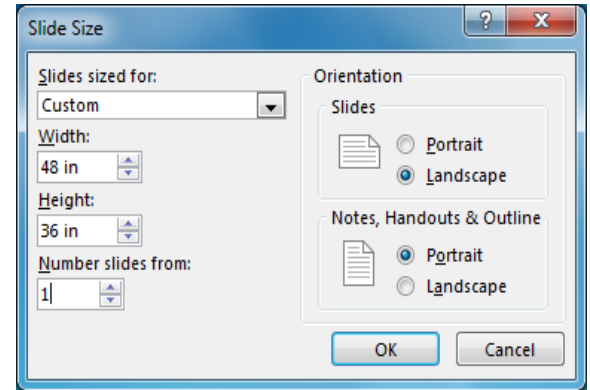 Slide Size
?
X
Slides sized for:
Custom
Width:
48 in
Height:
36 in
Number slides from:
1
Orientation
Slides
Portrait
Landscape
Notes, Handouts & Outline
Portrait
Landscape
OK
Cancel